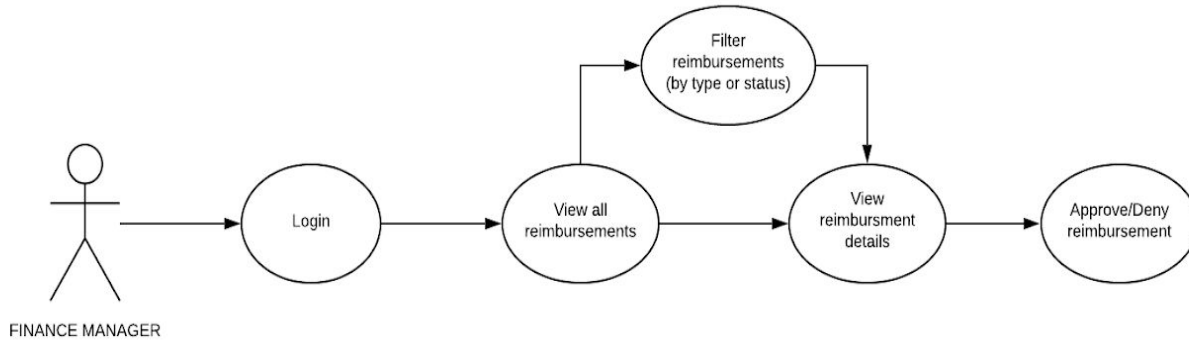 Filter
reimbursements
(by type or status)
Login
View all
reimbursements
View
reimbursment
details
Approve/Deny
reimbursement
FINANCE MANAGER